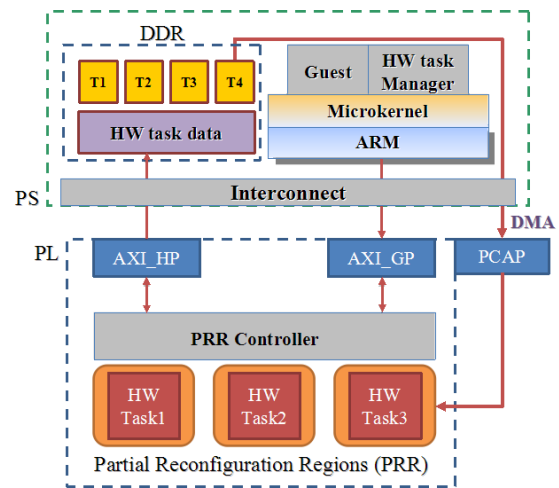 DDR
T1
T2
T3
T4
HW task data
Guest
HW task
Manager
Microkernel
ARM
Interconnect
PS
DMA
PL
AXI_HP
AXI_GP
PCAP
PRR Controller
HW
Task1
HW
Task2
HW
Task3
Partial Reconfiguration Regions (PRR)